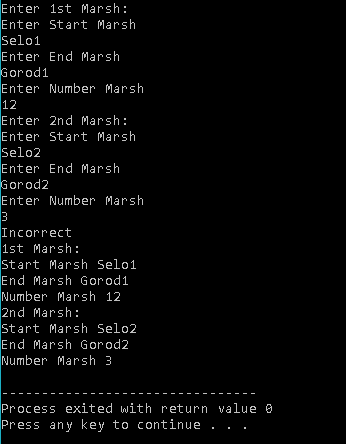 Enter 1st Marsh:
Enter Start Marsh
Selo1
Enter End Marsh
Gorod1
Enter Number Marsh
12
Enter 2nd Marsh:
Enter Start Marsh
Selo2
Enter End Marsh
Gorod2
Enter Number Marsh
3
Incorrect
1st Marsh:
Start Marsh Selo1
End Marsh Gorod1
Number Marsh 12
2nd Marsh:
Start Marsh Selo2
End Marsh Gorod2
Number Marsh 3

--------------------------------
Process exited with return value 0
Press any key to continue . . .